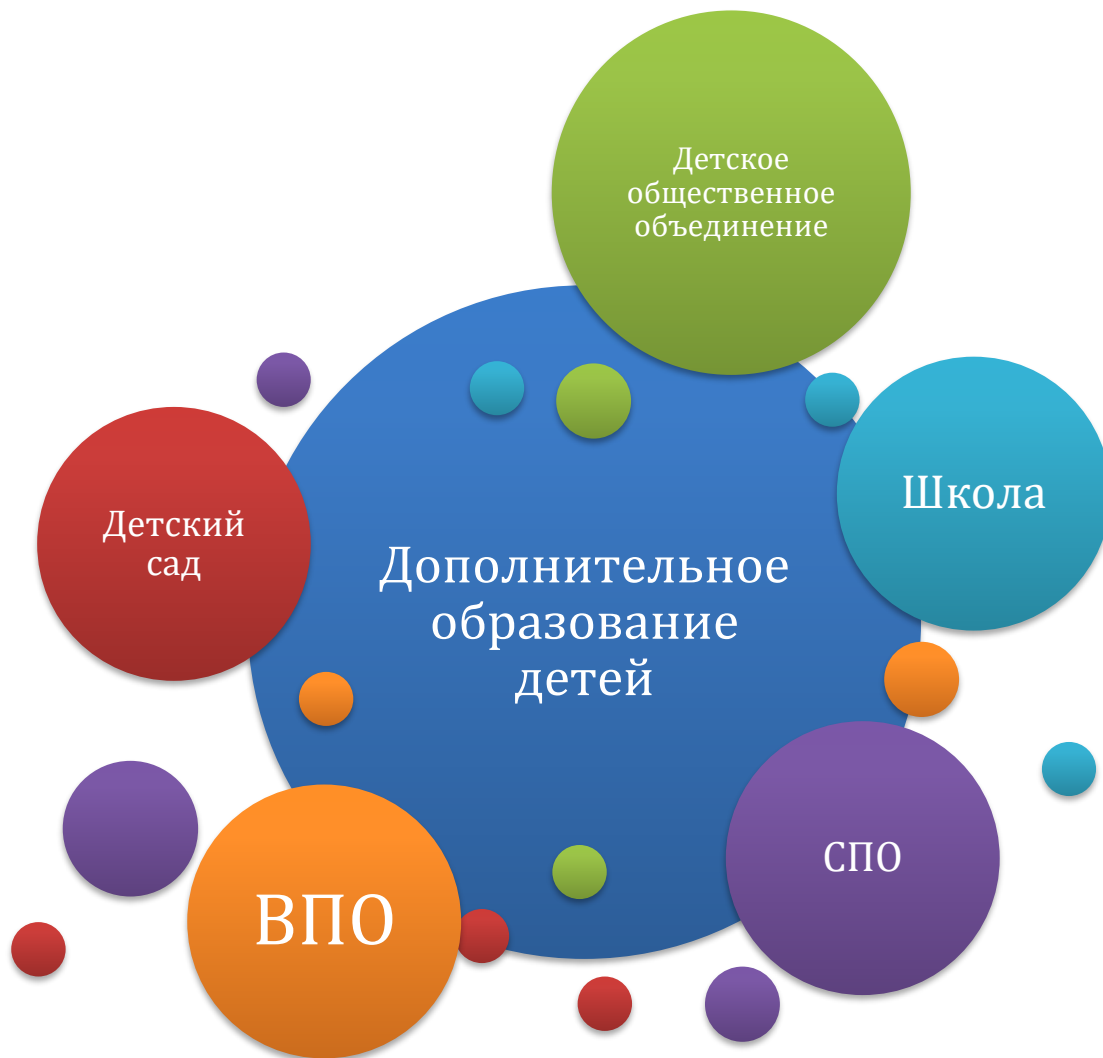 Детское
общественное
объединение
Школа
Детский
сад
Дополнительное
образование
детей
СПО
ВПО